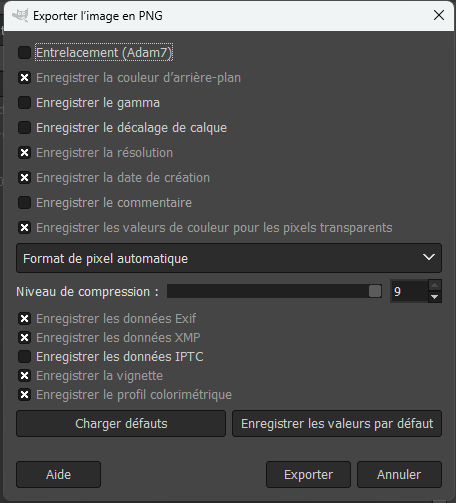 Exporter l'image en PNG
Entrelacement (Adam7)
Enregistrer la couleur d'arrière-plan
Enregistrer le gamma
Enregistrer le décalage de calque
Enregistrer la résolution
Enregistrer la date de création
Enregistrer le commentaire
Enregistrer les valeurs de couleur pour les pixels transparents
Format de pixel automatique
Niveau de compression : 9
Enregistrer les données Exif
Enregistrer les données XMP
Enregistrer les données IPTC
Enregistrer la vignette
Enregistrer le profil colorimétrique
Charger défauts Enregistrer les valeurs par défaut
Aide Exporter Annuler